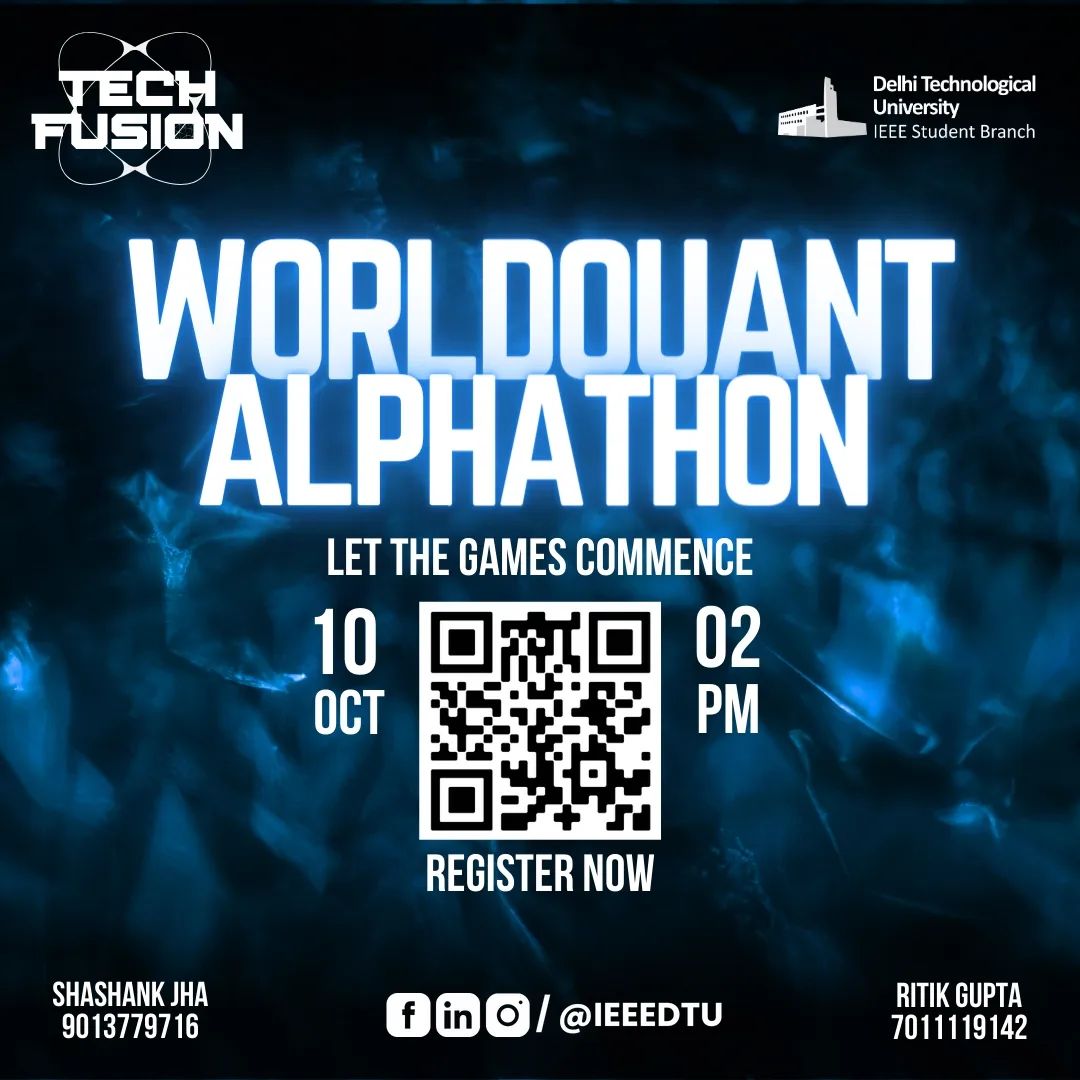 TECH
FUSION
Delhi Technological
University
IEEE Student Branch
WORLDQUANT
ALPHATHON
LET THE GAMES COMMENCE
10
OCT
02
PM
REGISTER NOW
SHASHANK JHA
9013779716
/ @IEEEDTU
RITIK GUPTA
7011119142